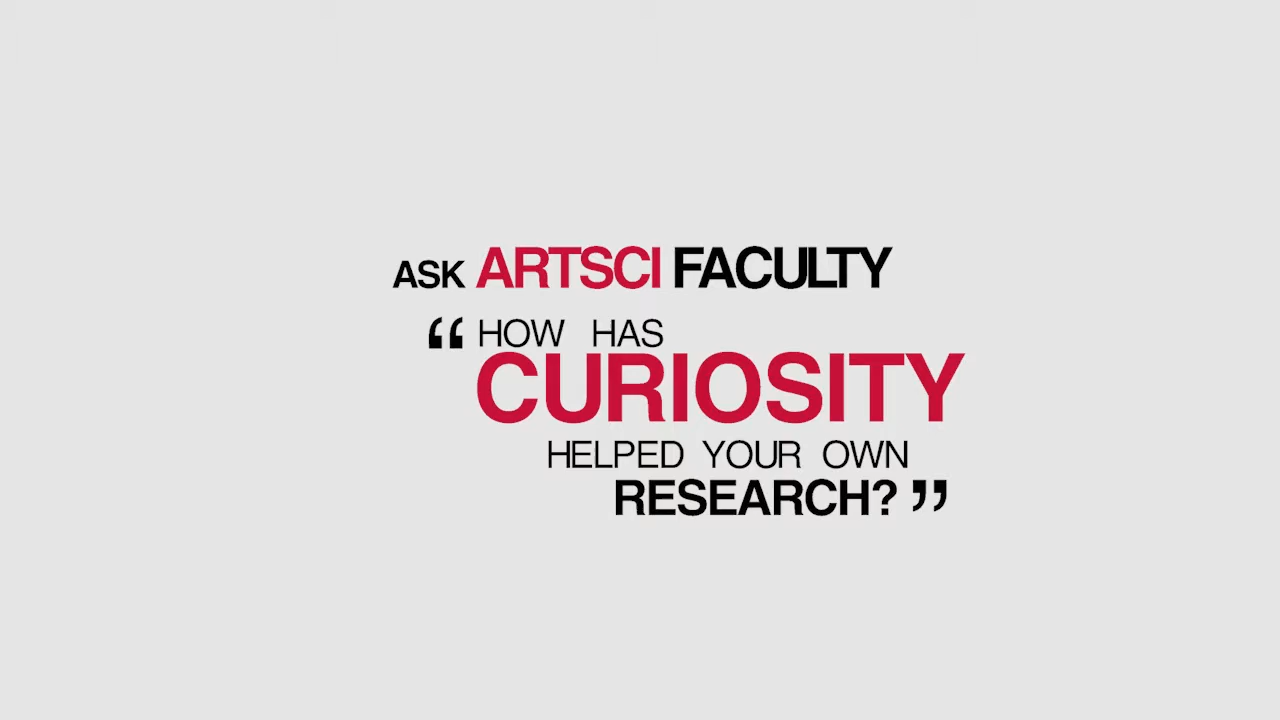 ASK ARTSCI FACULTY
“ HOW HAS
CURIOSITY
HELPED YOUR OWN
RESEARCH? ”